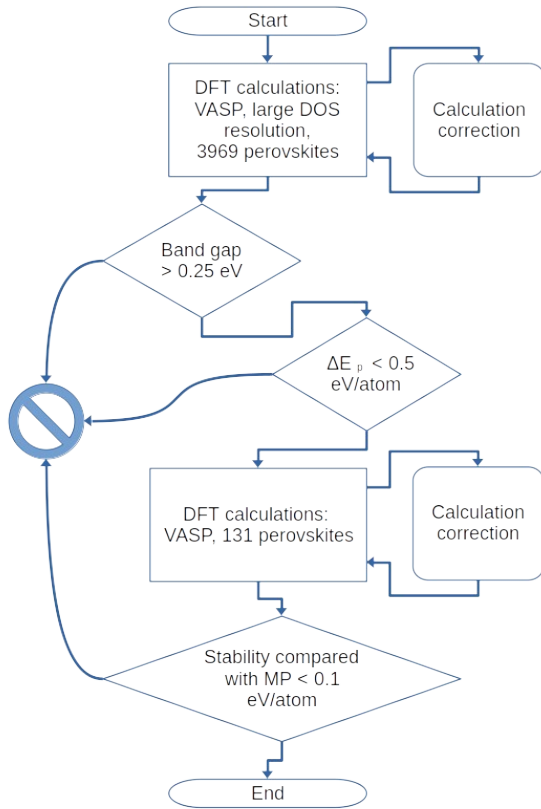 Start
DFT calculations:
VASP, large DOS
resolution,
3969 perovskites
Calculation
correction
Band gap
> 0.25 eV
ΔE p < 0.5
eV/atom
DFT calculations:
VASP, 131 perovskites
Calculation
correction
Stability compared
with MP < 0.1
eV/atom
End